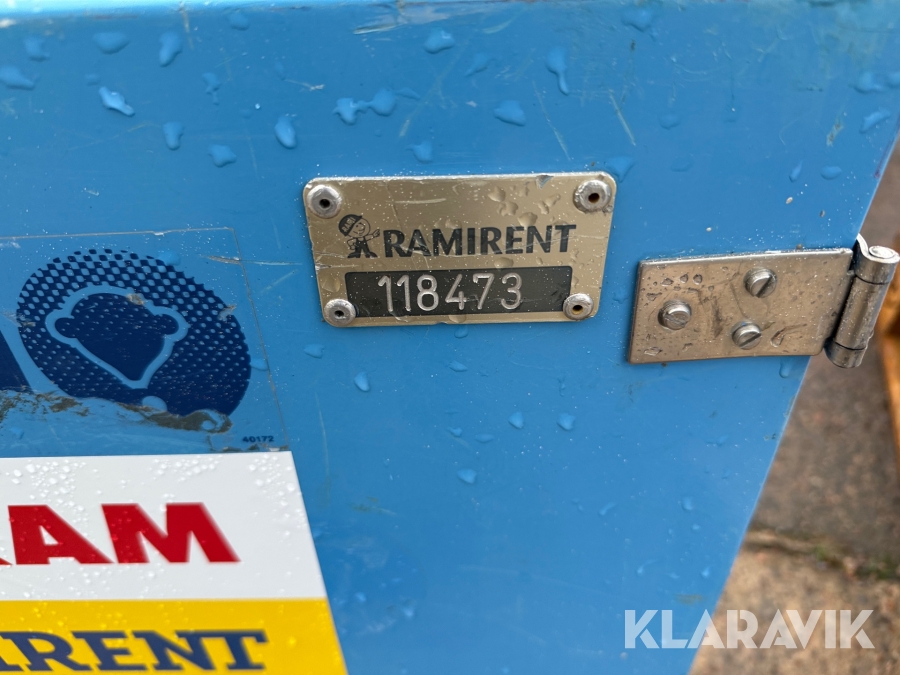 RAMIRENT
118473
40172
AM
IRENT
KLARAVIK